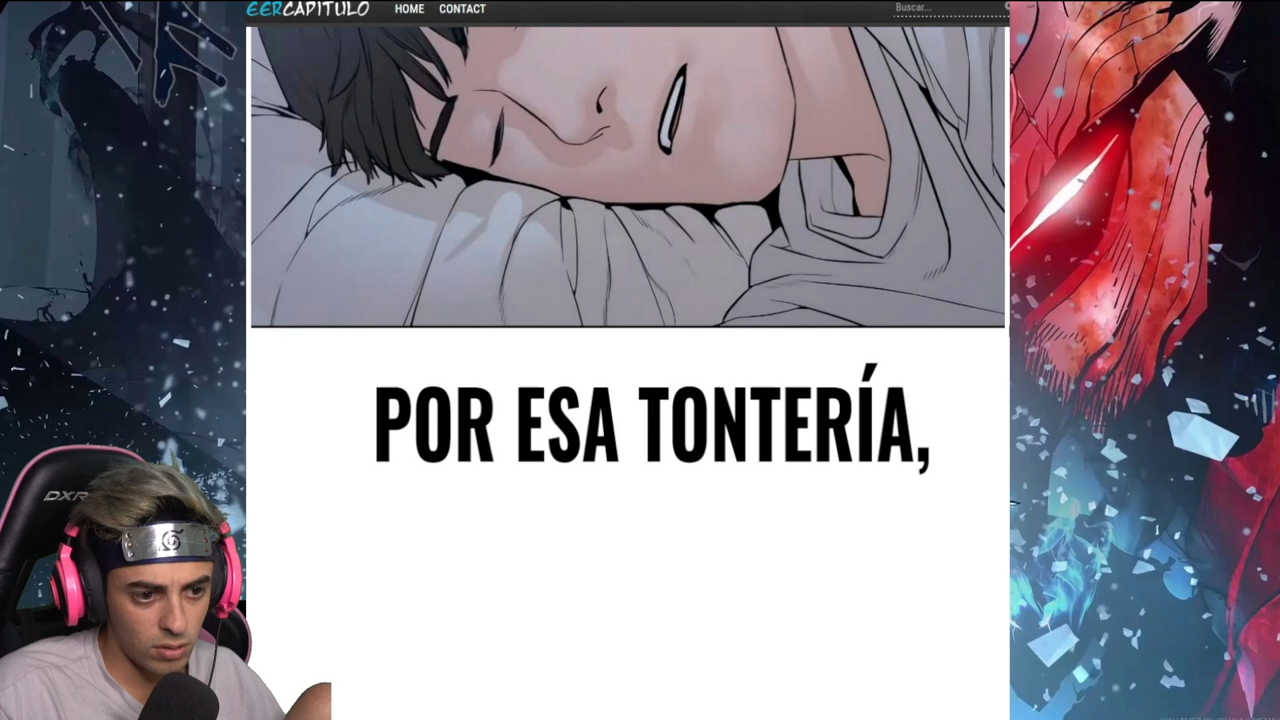 EERCAPITULO
HOME
CONTACT
Buscar...
POR ESA TONTERÍA,
DXR